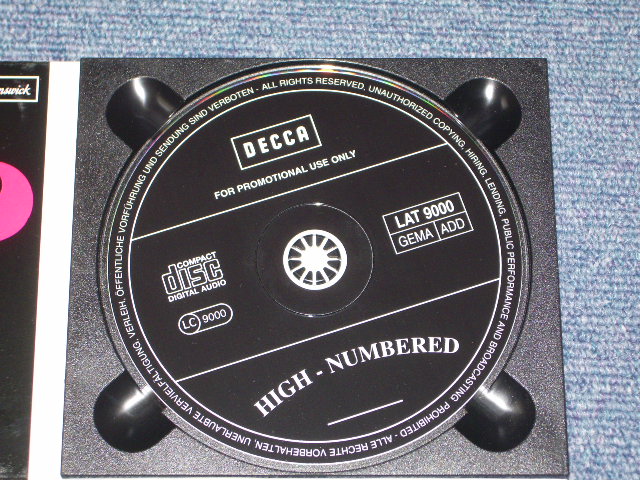 nswick
DECCA
FOR PROMOTIONAL USE ONLY
LAT 9000
GEMA ADD
COMPACT
disc
DIGITAL AUDIO
LC 9000
HIGH - NUMBERED
ALL RIGHTS RESERVED. UNAUTHORIZED COPYING, HIRING, LENDING, PUBLIC PERFORMANCE AND BROADCASTING PROHIBITED - ALLE RECHTE VORBEHALTEN. UNERLAUBTE VERVIELFÄLTIGUNG, VERLEIH, ÖFFENTLICHE VORFÜHRUNG UND SENDUNG SIND VERBOTEN -